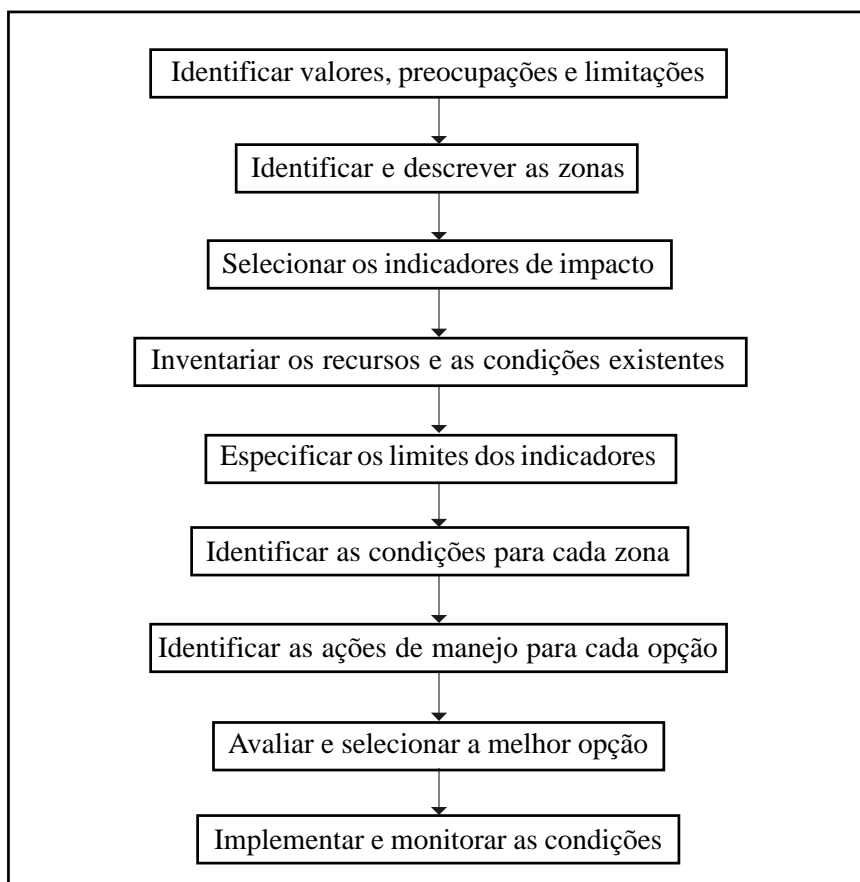 Identificar valores, preocupações e limitações
Identificar e descrever as zonas
Selecionar os indicadores de impacto
Inventariar os recursos e as condições existentes
Especificar os limites dos indicadores
Identificar as condições para cada zona
Identificar as ações de manejo para cada opção
Avaliar e selecionar a melhor opção
Implementar e monitorar as condições